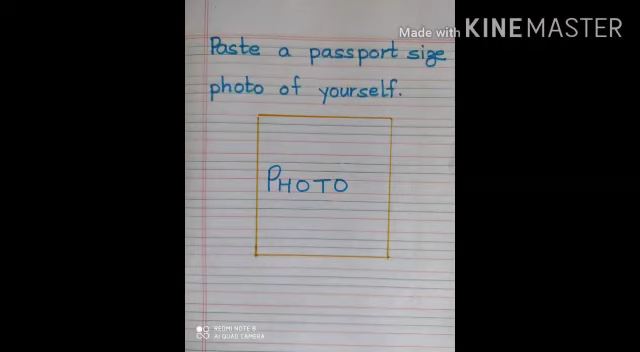 Made with KINEMASTER
Paste a passport size
photo of yourself.
PHOTO
REDMI NOTE 8
AI QUAD CAMERA